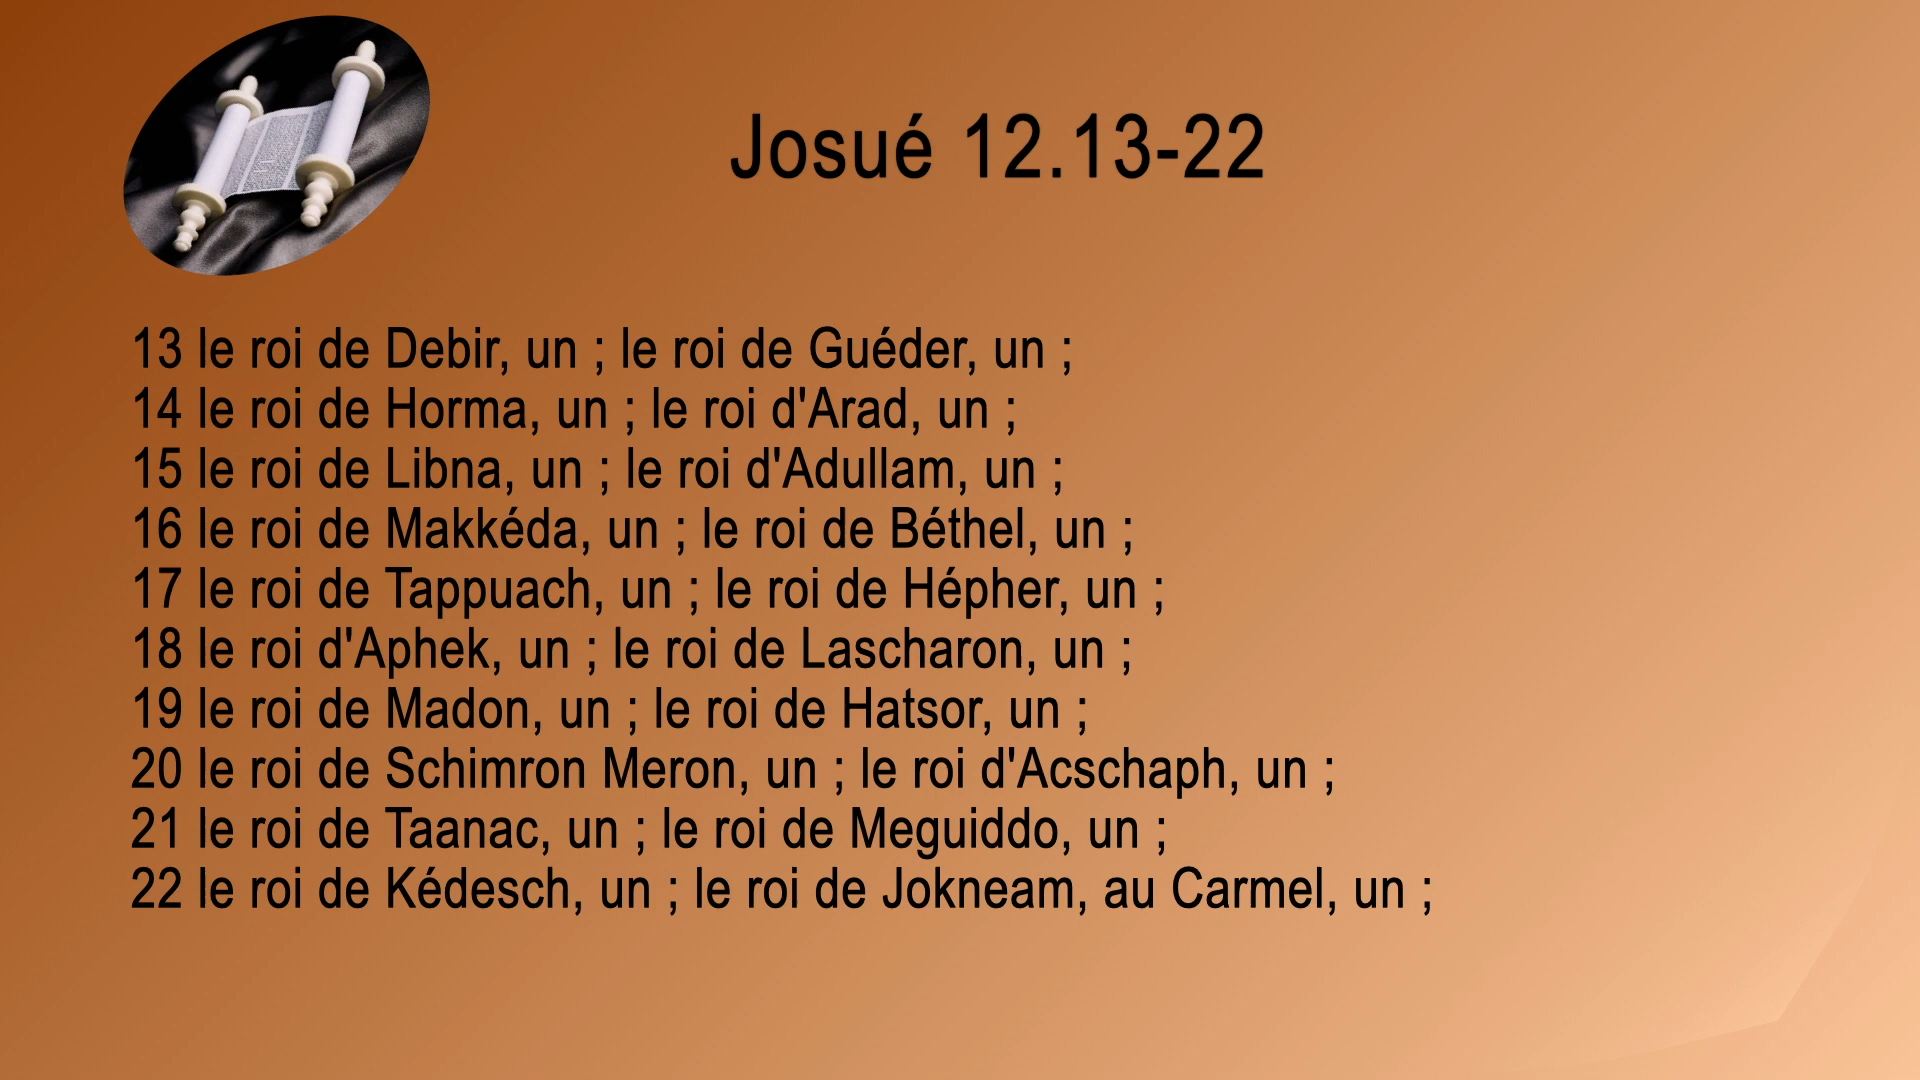 Josué 12.13-22
13 le roi de Debir, un ; le roi de Guéder, un ;
14 le roi de Horma, un ; le roi d'Arad, un ;
15 le roi de Libna, un ; le roi d'Adullam, un ;
16 le roi de Makkéda, un ; le roi de Béthel, un ;
17 le roi de Tappuach, un ; le roi de Hépher, un ;
18 le roi d'Aphek, un ; le roi de Lascharon, un ;
19 le roi de Madon, un ; le roi de Hatsor, un ;
20 le roi de Schimron Meron, un ; le roi d'Acschaph, un ;
21 le roi de Taanac, un ; le roi de Meguiddo, un ;
22 le roi de Kédesch, un ; le roi de Jokneam, au Carmel, un ;